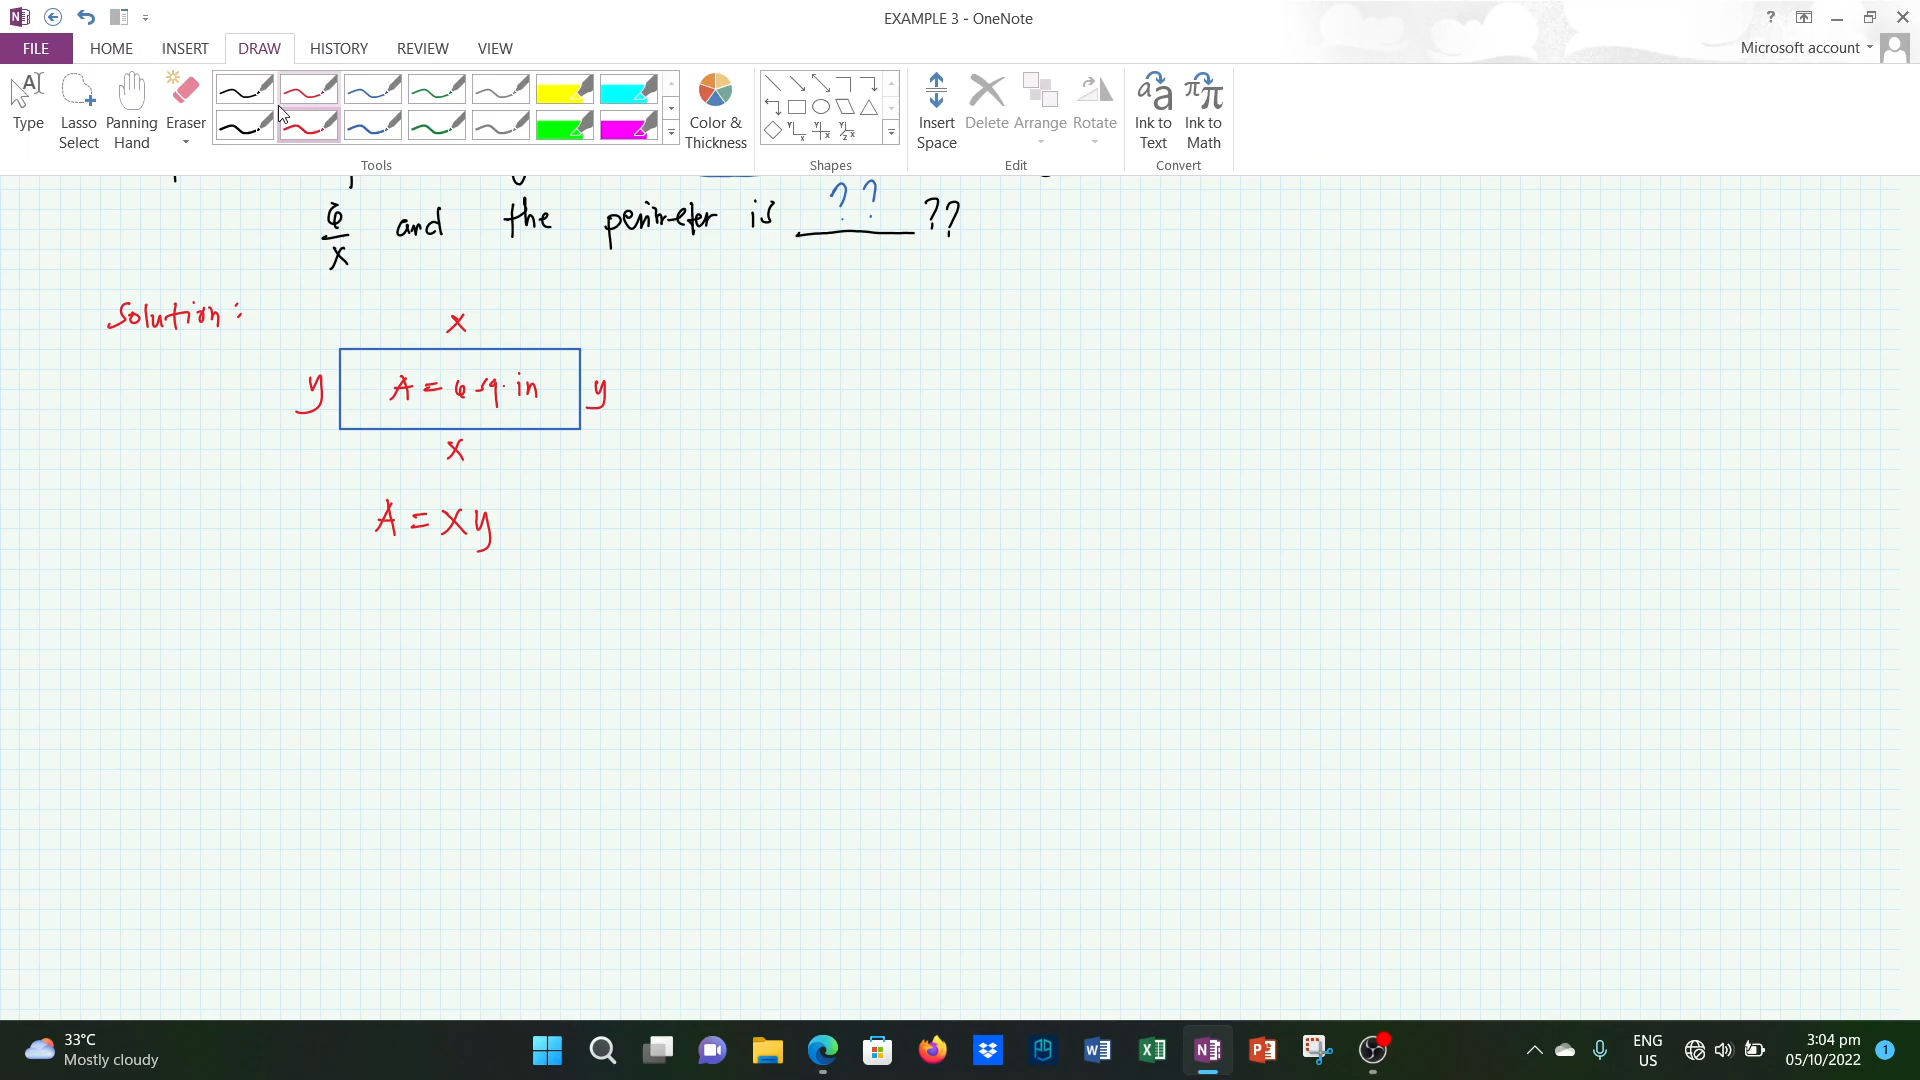 EXAMPLE 3 - OneNote
?
FILE
HOME
INSERT
DRAW
HISTORY
REVIEW
VIEW
Microsoft account
Type
Lasso Select
Panning Hand
Eraser
Color & Thickness
Insert Space
Delete
Arrange
Rotate
Ink to Text
Ink to Math
Tools
Shapes
Edit
Convert
6/x and the perimeter is ?? ??
Solution:
x
y A = 6 sq. in y
x
A = xy
33°C
Mostly cloudy
ENG
US
3:04 pm
05/10/2022
1